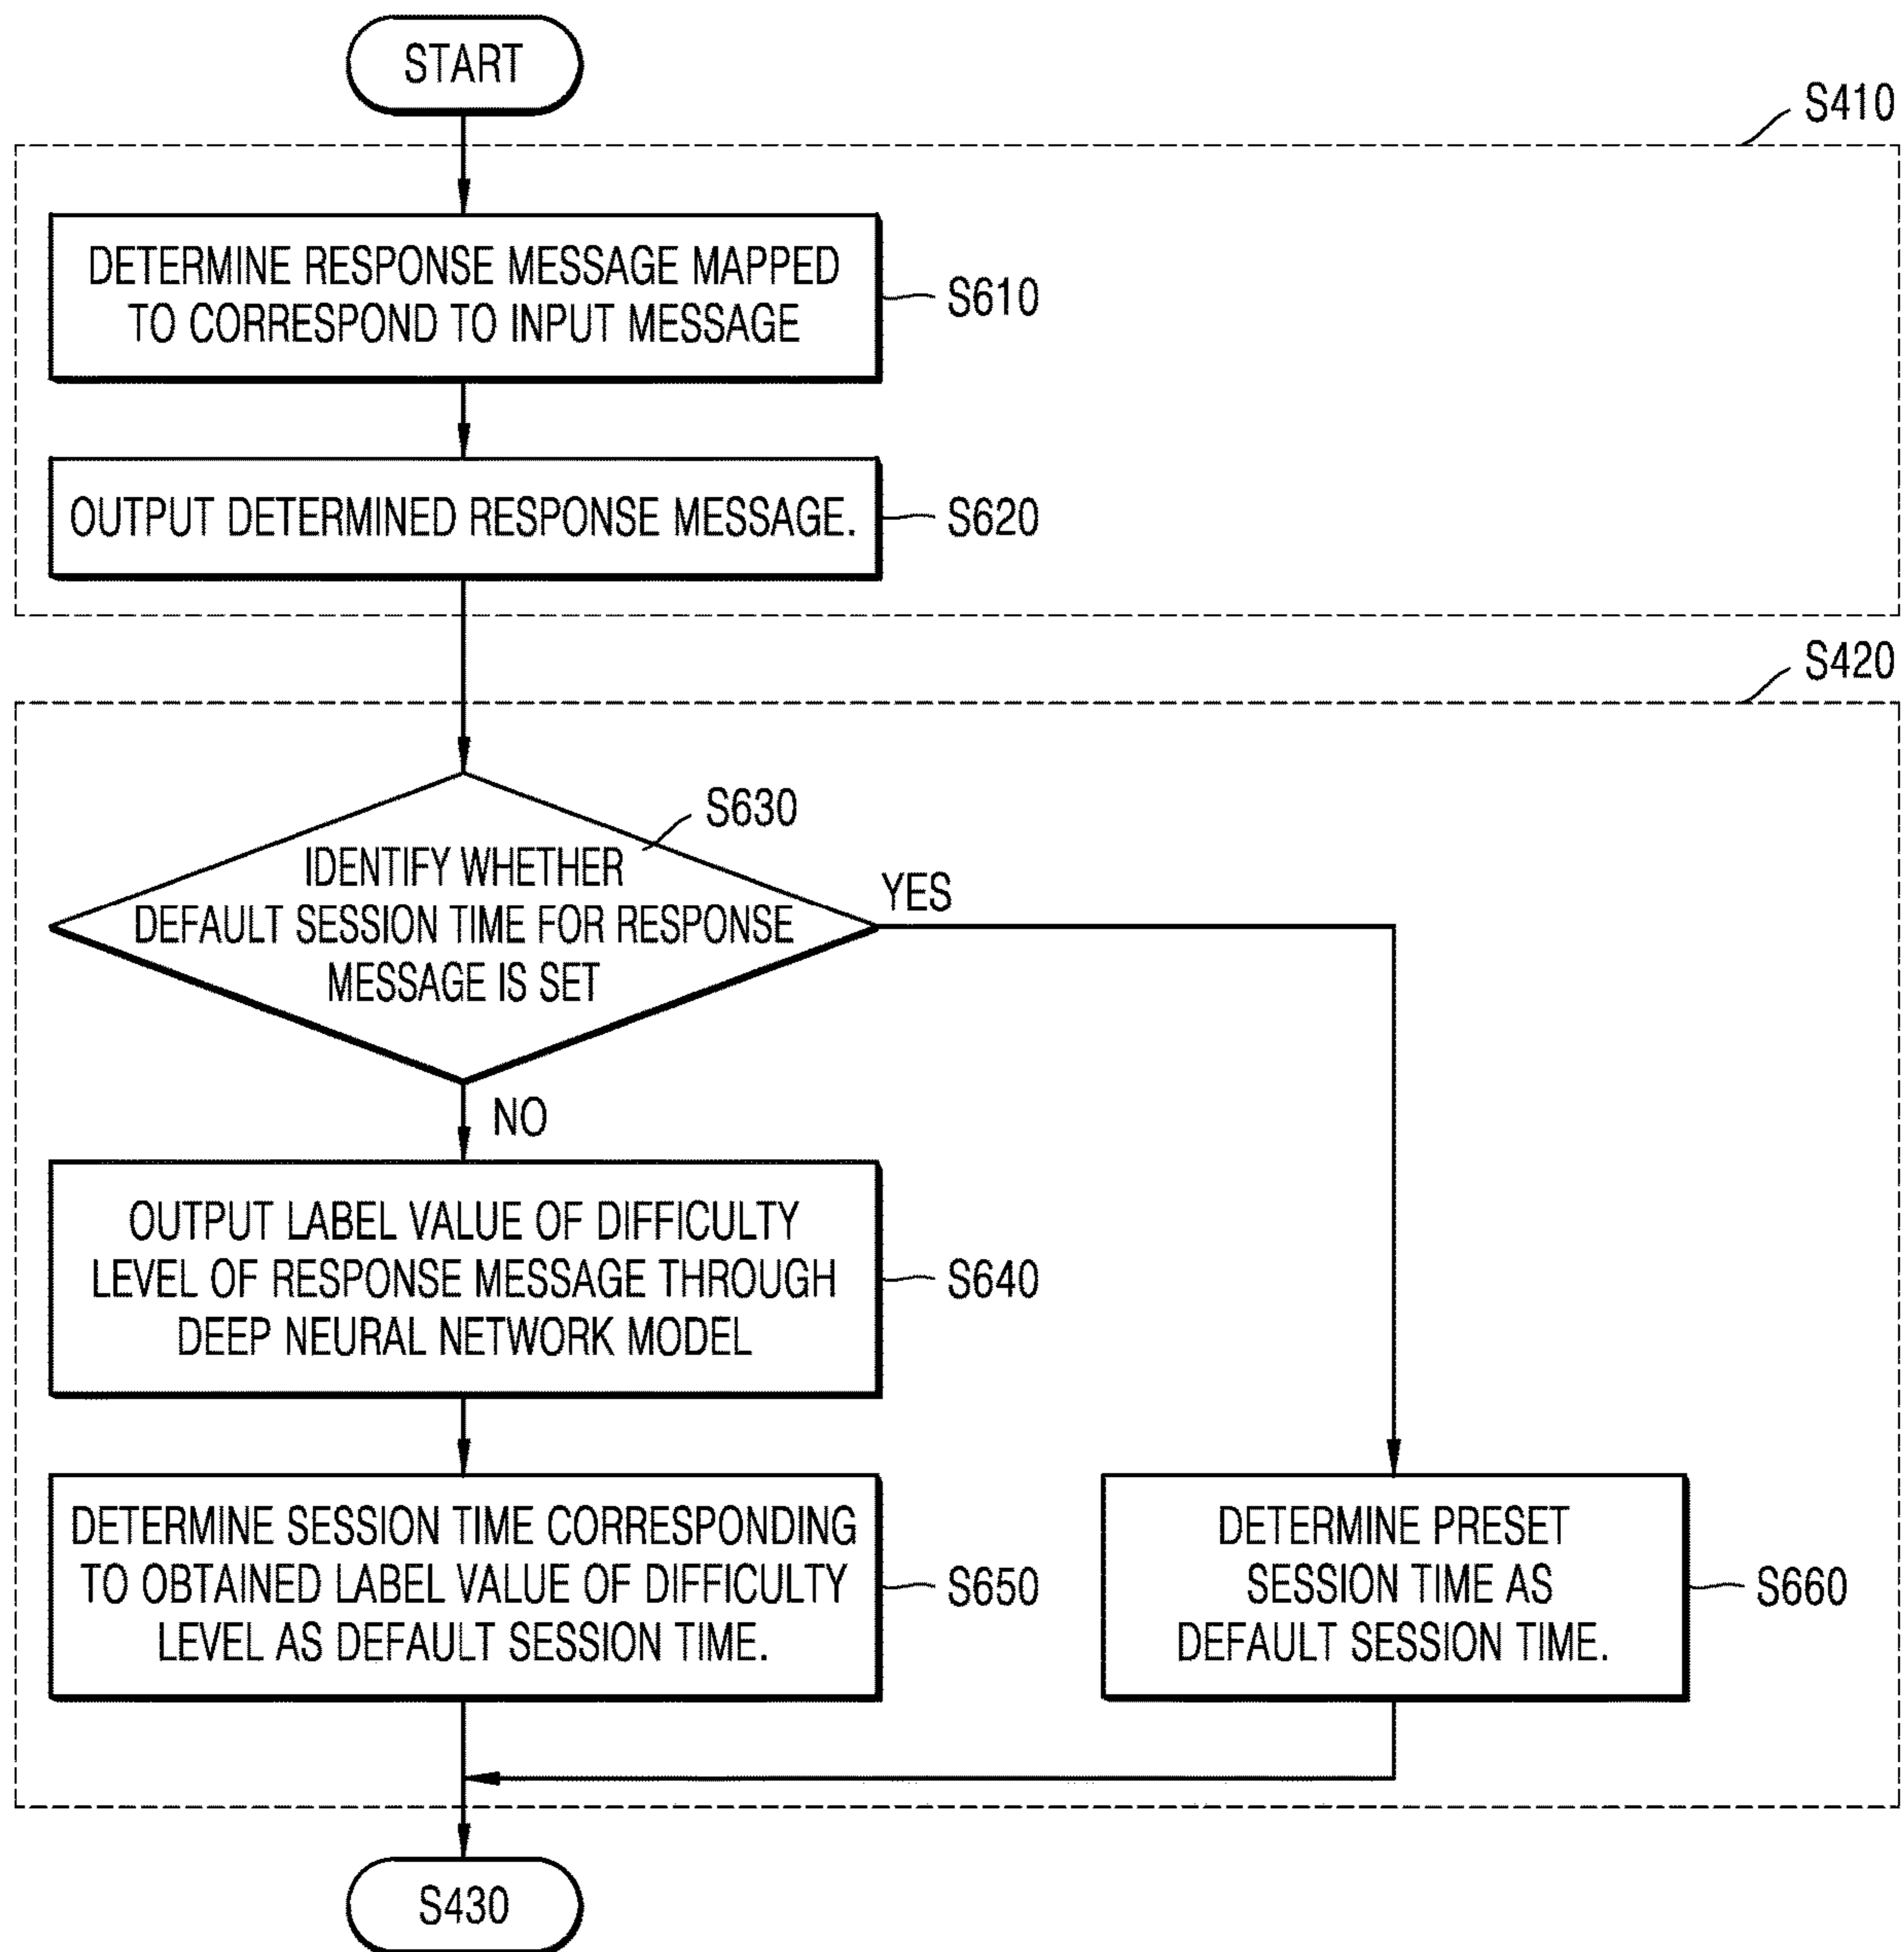 START
S410
DETERMINE RESPONSE MESSAGE MAPPED
TO CORRESPOND TO INPUT MESSAGE
S610
OUTPUT DETERMINED RESPONSE MESSAGE.
S620
S420
S630
IDENTIFY WHETHER
DEFAULT SESSION TIME FOR RESPONSE
MESSAGE IS SET
YES
NO
OUTPUT LABEL VALUE OF DIFFICULTY
LEVEL OF RESPONSE MESSAGE THROUGH
DEEP NEURAL NETWORK MODEL
S640
DETERMINE SESSION TIME CORRESPONDING
TO OBTAINED LABEL VALUE OF DIFFICULTY
LEVEL AS DEFAULT SESSION TIME.
S650
DETERMINE PRESET
SESSION TIME AS
DEFAULT SESSION TIME.
S660
S430